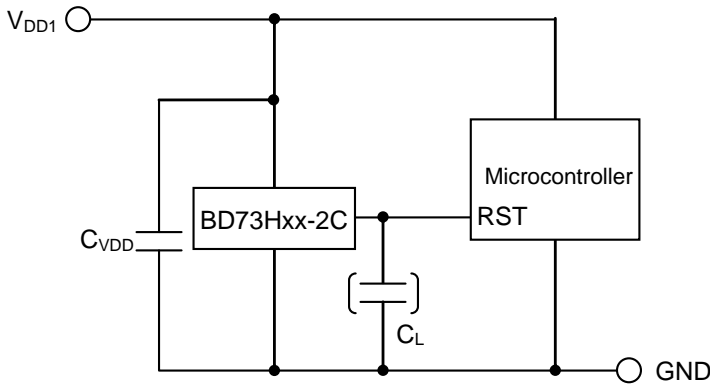 VDD1
Microcontroller
BD73Hxx-2C
RST
CVDD
CL
GND